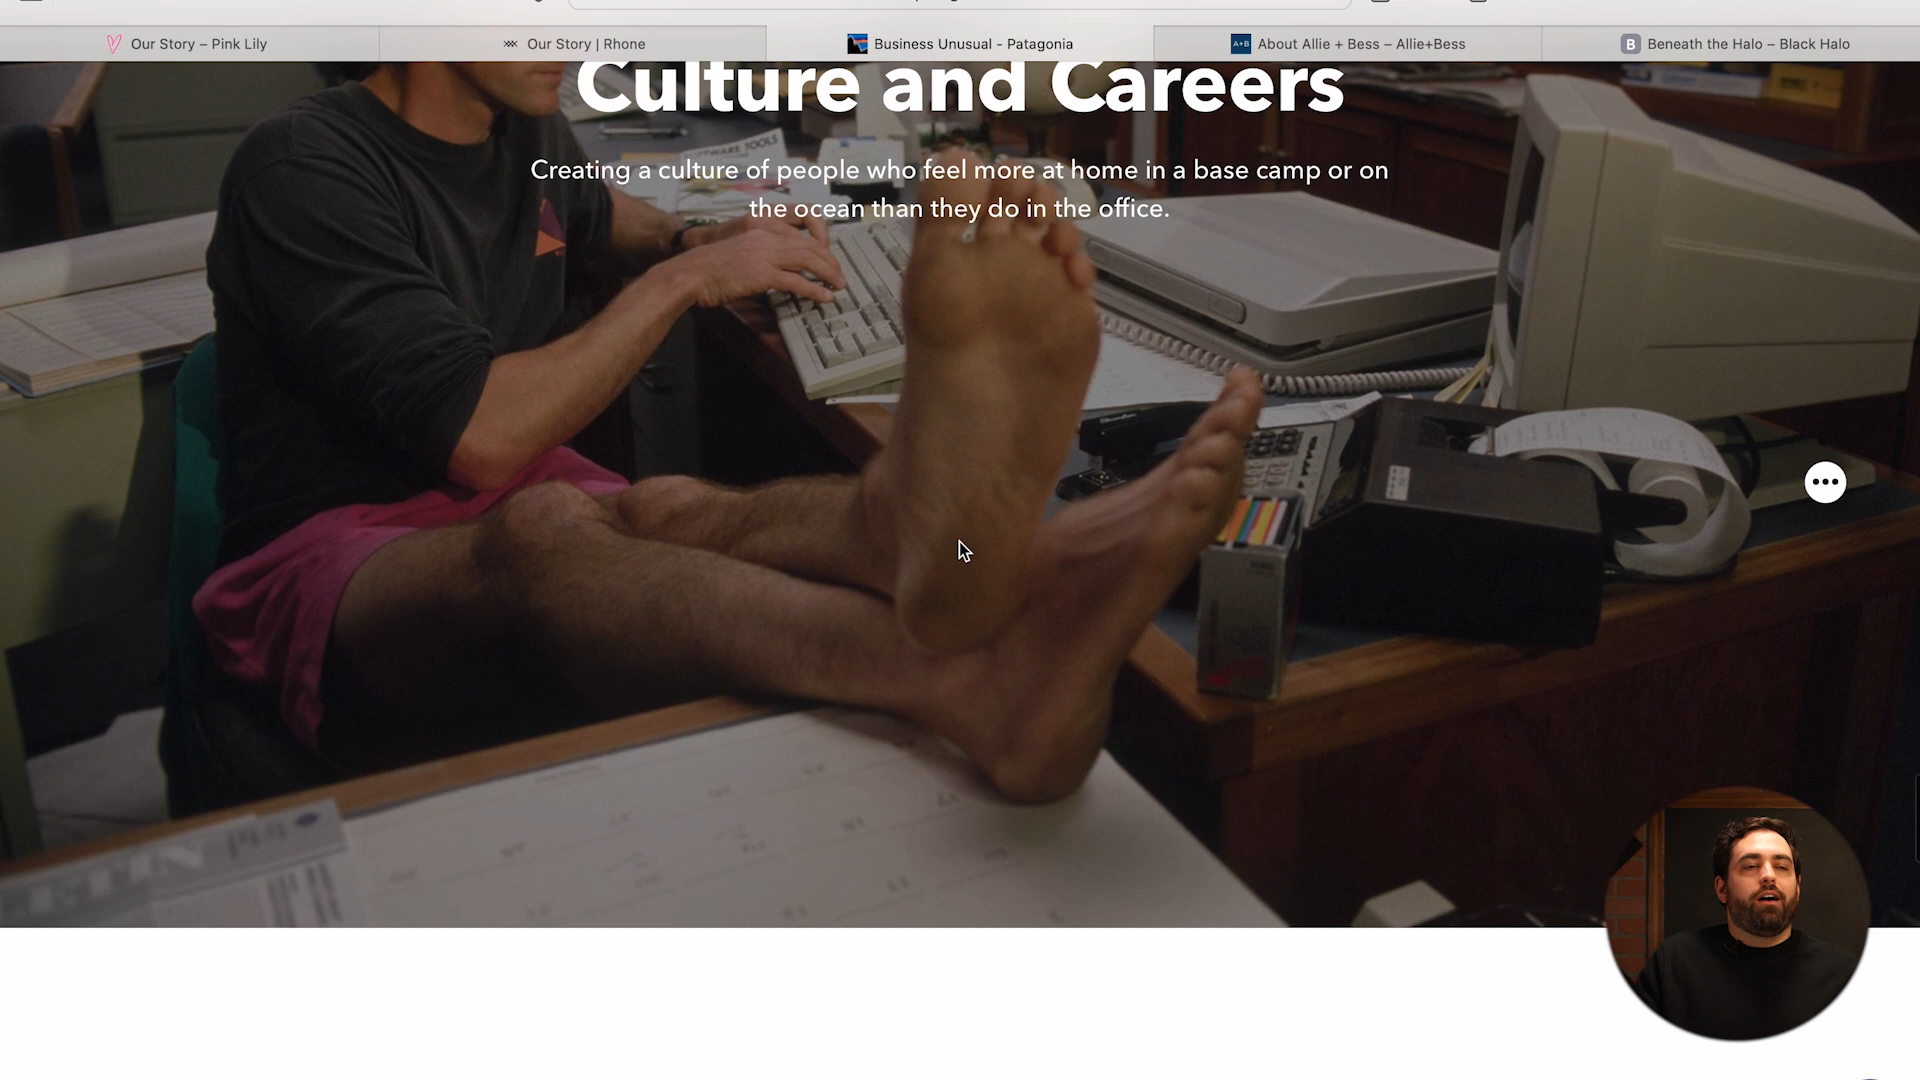 Our Story – Pink Lily
Our Story | Rhone
Business Unusual - Patagonia
A+B About Allie + Bess – Allie+Bess
B Beneath the Halo – Black Halo
Culture and Careers
TOOLS
Creating a culture of people who feel more at home in a base camp or on
the ocean than they do in the office.